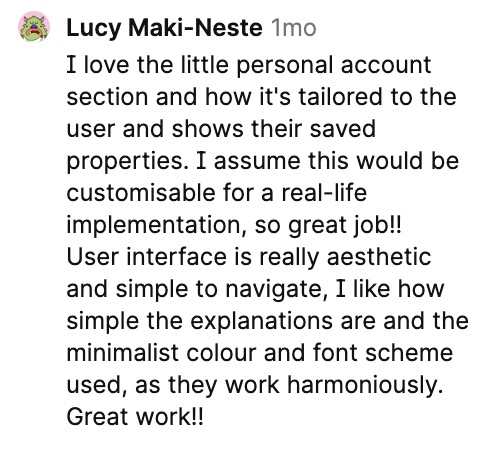 Lucy Maki-Neste 1mo
I love the little personal account
section and how it's tailored to the
user and shows their saved
properties. I assume this would be
customisable for a real-life
implementation, so great job!!
User interface is really aesthetic
and simple to navigate, I like how
simple the explanations are and the
minimalist colour and font scheme
used, as they work harmoniously.
Great work!!